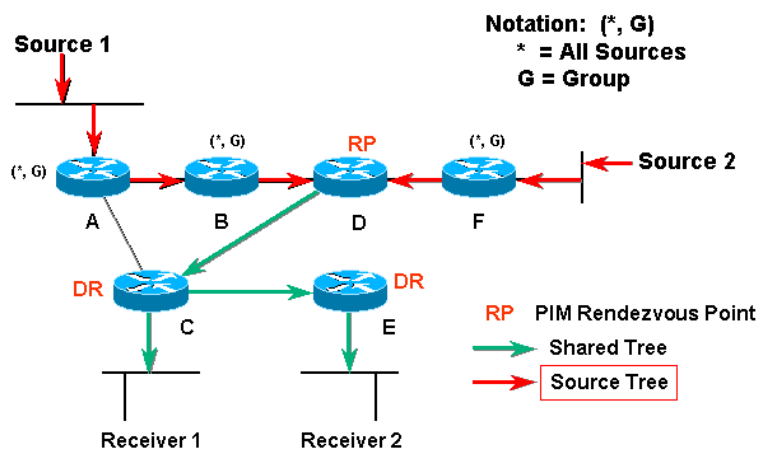 Notation: (*, G)
* = All Sources
G = Group
Source 1
(*, G)
(*, G)
RP
(*, G)
Source 2
A
B
D
F
DR
DR
C
E
RP PIM Rendezvous Point
Shared Tree
Source Tree
Receiver 1
Receiver 2